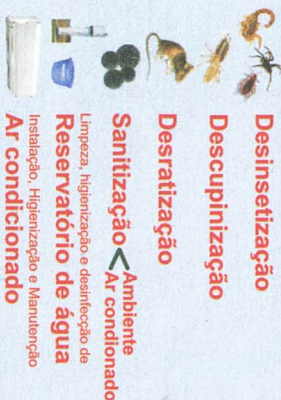 Desinsetização
Descupinização
Desratização
Sanitização < Ambiente
Ar condionado
Limpeza, higienização e desinfecção de
Reservatório de água
Instalação, Higienização e Manutenção
Ar condicionado